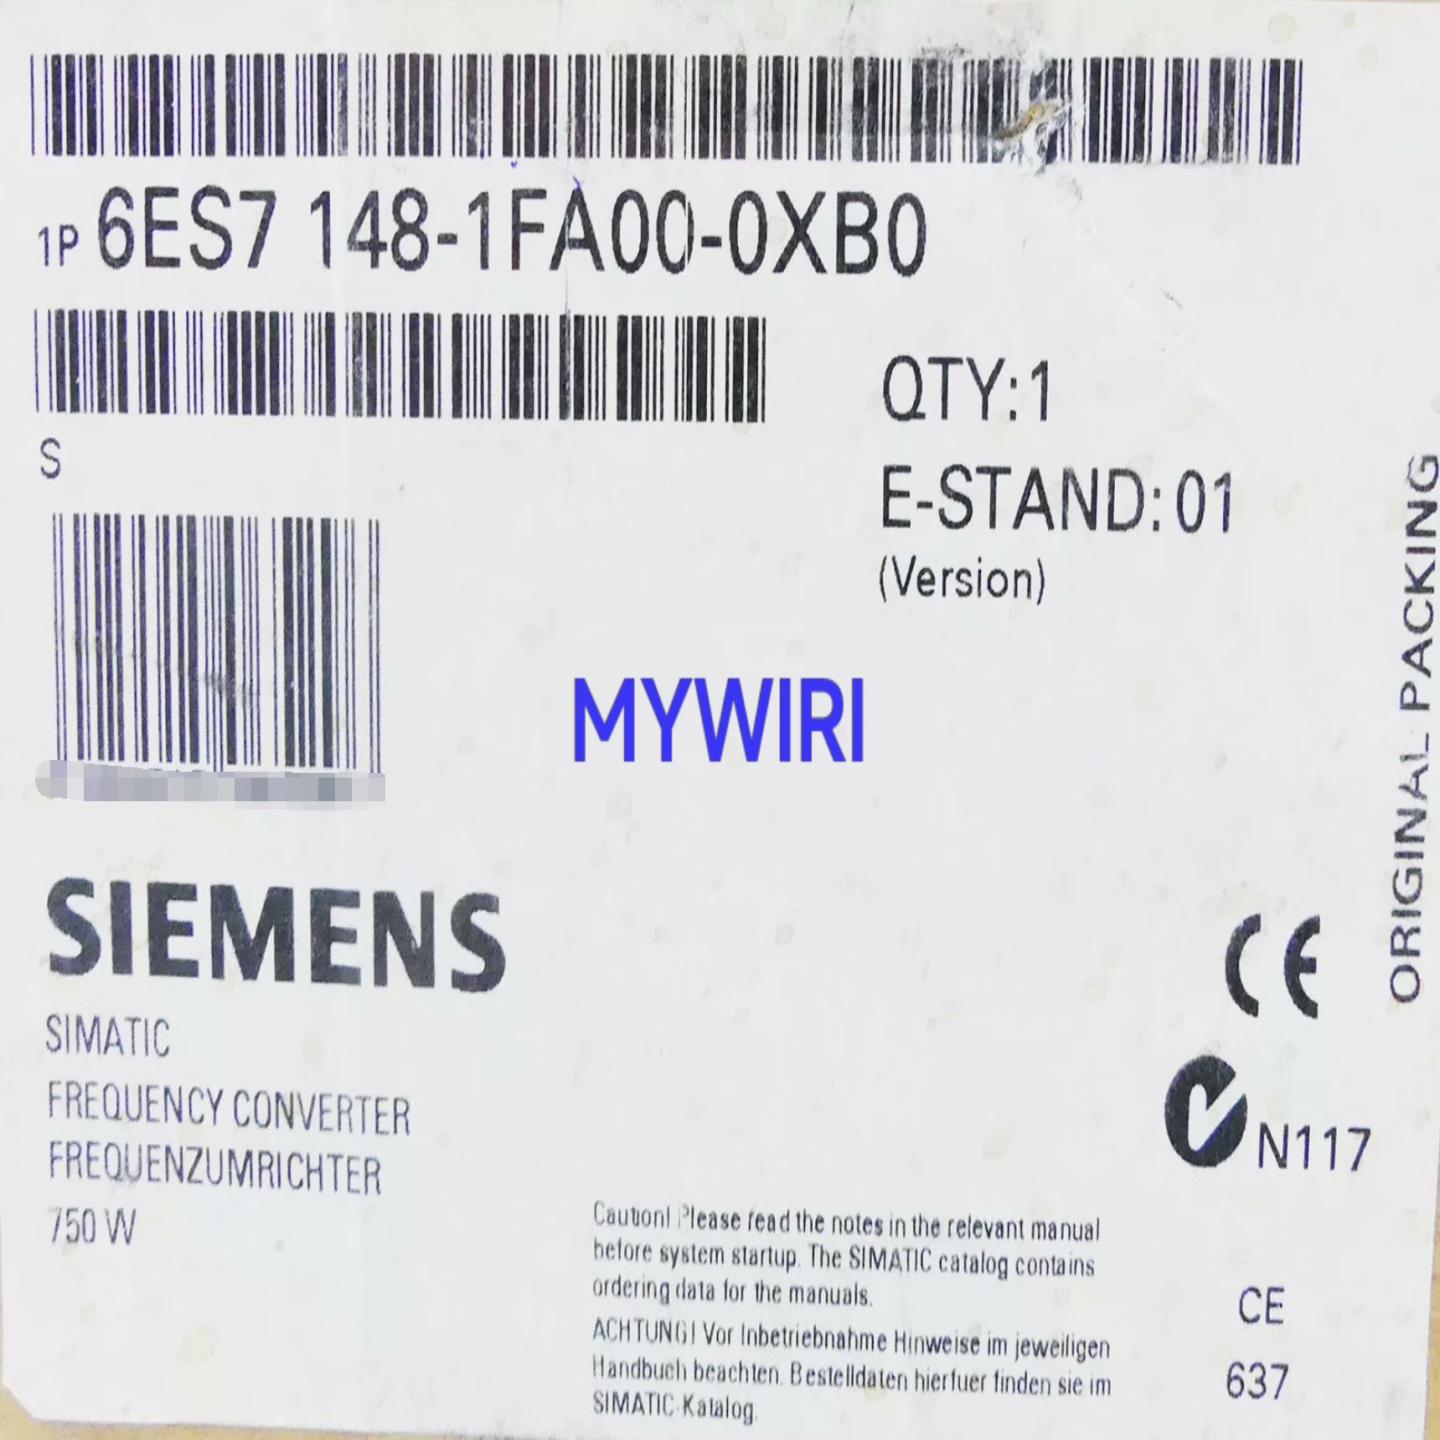 1P 6ES7 148-1FA00-0XB0
S
QTY:1
E-STAND: 01
(Version)
ORIGINAL PACKING
MYWIRI
SIEMENS
SIMATIC
FREQUENCY CONVERTER
FREQUENZUMRICHTER
750 W
CE
N117
Caution! Please read the notes in the relevant manual
before system startup. The SIMATIC catalog contains
ordering data for the manuals.
ACHTUNG! Vor Inbetriebnahme Hinweise im jeweiligen
Handbuch beachten. Bestelldaten hierfuer finden sie im
SIMATIC-Katalog.
CE
637